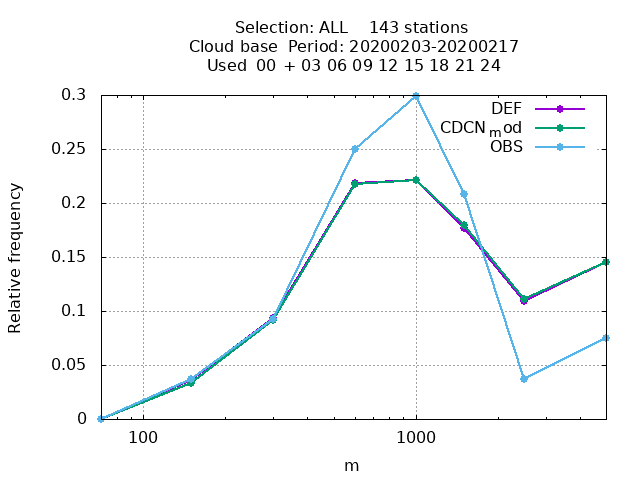 Selection: ALL    143 stations
Cloud base  Period: 20200203-20200217
Used  00 + 03 06 09 12 15 18 21 24
0.3
0.25
0.2
0.15
0.1
0.05
0
DEF
CDCN_mod
OBS
Relative frequency
100
1000
m